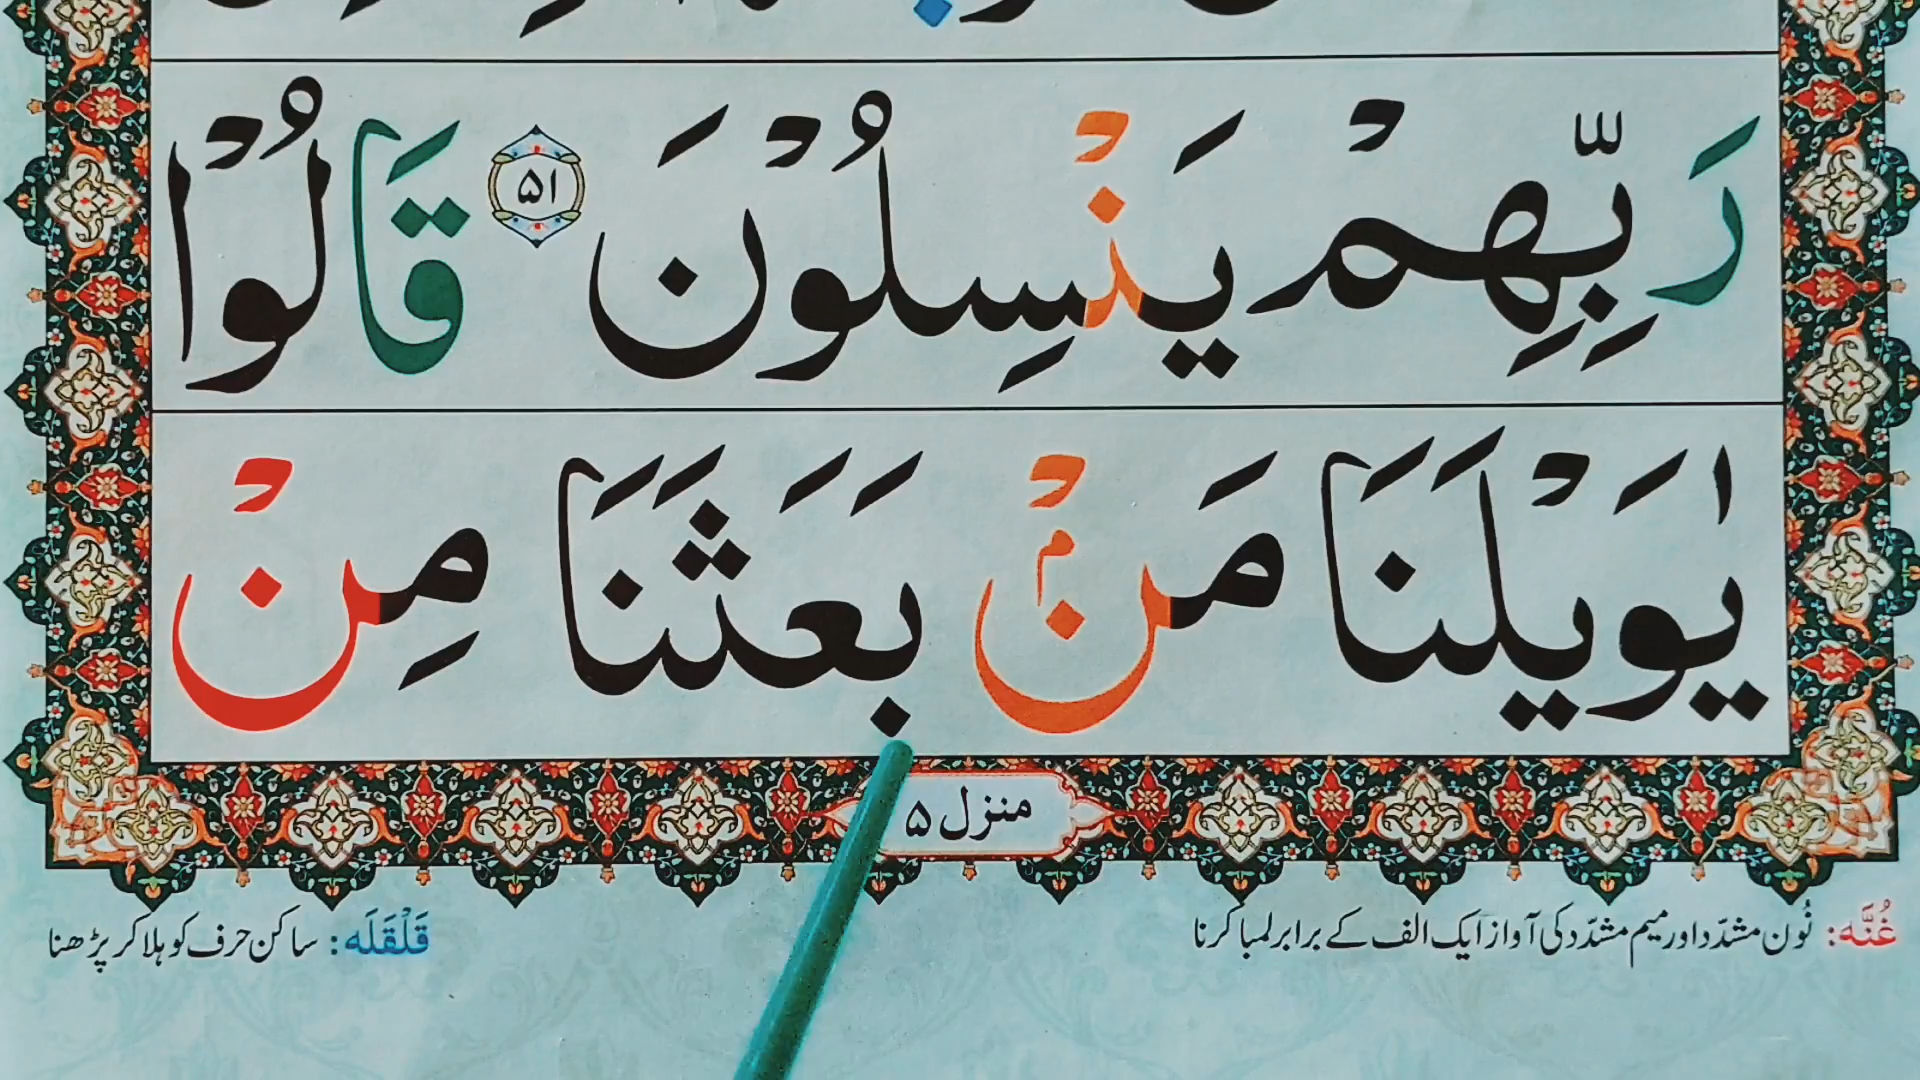 رَبِّهِمْ يَنْسِلُوْنَ ۵۱ قَالُوْا
يٰوَيْلَنَا مَنْۢ بَعَثَنَا مِنْ
منزل ۵
غُنَّه: نُون مشدّد اور میم مشدّد کی آواز ایک الف کے برابر لمبا کرنا
قَلْقَلَه: ساکن حرف کو ہلا کر پڑھنا